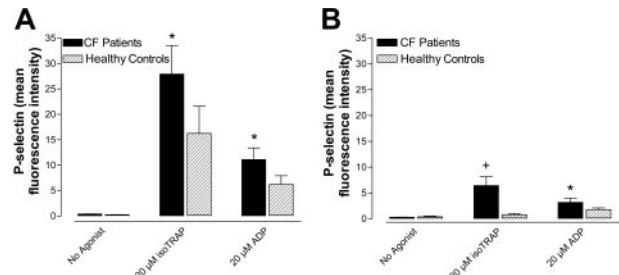 A
CF Patients
Healthy Controls
*
*
P-selectin (mean
fluorescence intensity)
35
30
25
20
15
10
5
0
No Agonist
20 µM isoTRAP
20 µM ADP
B
CF Patients
Healthy Controls
+
*
P-selectin (mean
fluorescence intensity)
35
30
25
20
15
10
5
0
No Agonist
20 µM isoTRAP
20 µM ADP